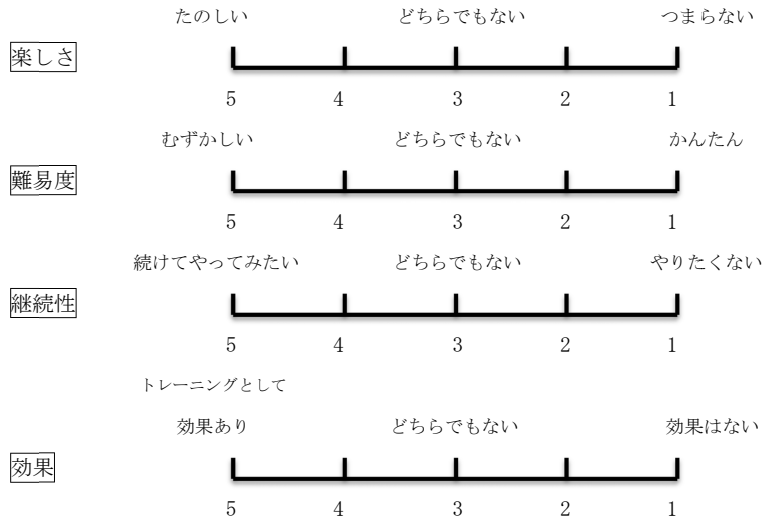 たのしい どちらでもない つまらない
楽しさ
5 4 3 2 1
むずかしい どちらでもない かんたん
難易度
5 4 3 2 1
続けてやってみたい どちらでもない やりたくない
継続性
5 4 3 2 1
トレーニングとして
効果あり どちらでもない 効果はない
効果
5 4 3 2 1